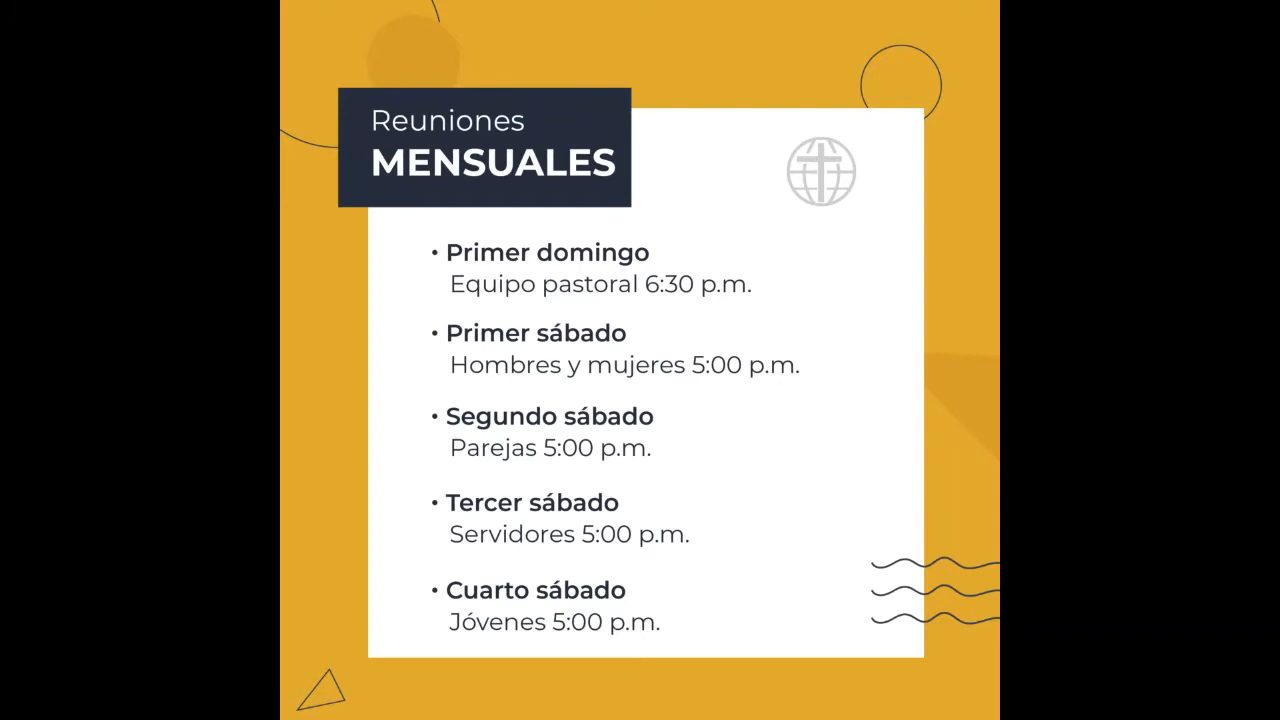 Reuniones
MENSUALES
• Primer domingo
Equipo pastoral 6:30 p.m.
• Primer sábado
Hombres y mujeres 5:00 p.m.
• Segundo sábado
Parejas 5:00 p.m.
• Tercer sábado
Servidores 5:00 p.m.
• Cuarto sábado
Jóvenes 5:00 p.m.